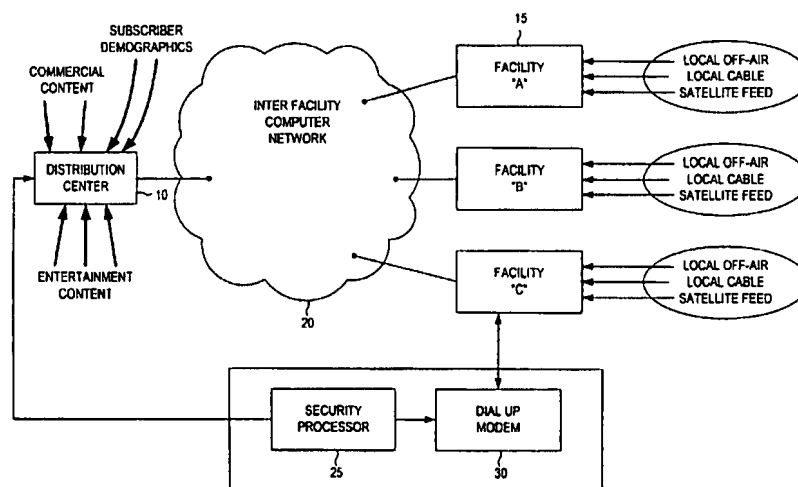 SUBSCRIBER
DEMOGRAPHICS
COMMERCIAL
CONTENT
DISTRIBUTION
CENTER
10
ENTERTAINMENT
CONTENT
INTER FACILITY
COMPUTER
NETWORK
20
15
FACILITY
"A"
LOCAL OFF-AIR
LOCAL CABLE
SATELLITE FEED
FACILITY
"B"
LOCAL OFF-AIR
LOCAL CABLE
SATELLITE FEED
FACILITY
"C"
LOCAL OFF-AIR
LOCAL CABLE
SATELLITE FEED
SECURITY
PROCESSOR
25
DIAL UP
MODEM
30